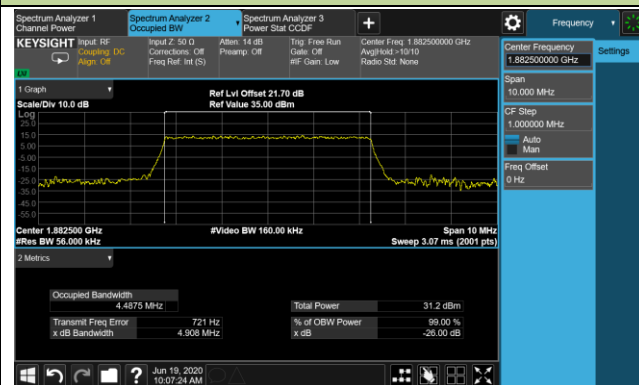 Spectrum Analyzer 1
Channel Power
Spectrum Analyzer 2
Occupied BW
Spectrum Analyzer 3
Power Stat CCDF
Frequency
KEYSIGHT
Input: RF
Coupling: DC
Align: Off
Input Z: 50 Ω
Corrections: Off
Freq Ref: Int (S)
Atten: 14 dB
Preamp: Off
Trig: Free Run
Gate: Off
#IF Gain: Low
Center Freq: 1.882500000 GHz
Avg|Hold:>10/10
Radio Std: None
Center Frequency
1.882500000 GHz
Settings
Span
10.000 MHz
CF Step
1.000000 MHz
Auto
Man
Freq Offset
0 Hz
1 Graph
Scale/Div 10.0 dB
Ref Lvl Offset 21.70 dB
Ref Value 35.00 dBm
Log
25.0
15.0
5.00
-5.00
-15.0
-25.0
-35.0
-45.0
-55.0
Center 1.882500 GHz
#Video BW 160.00 kHz
Span 10 MHz
#Res BW 56.000 kHz
Sweep 3.07 ms (2001 pts)
2 Metrics
Occupied Bandwidth
4.4875 MHz
Total Power 31.2 dBm
Transmit Freq Error 721 Hz
% of OBW Power 99.00 %
x dB Bandwidth 4.908 MHz
x dB -26.00 dB
?
Jun 19, 2020
10:07:24 AM